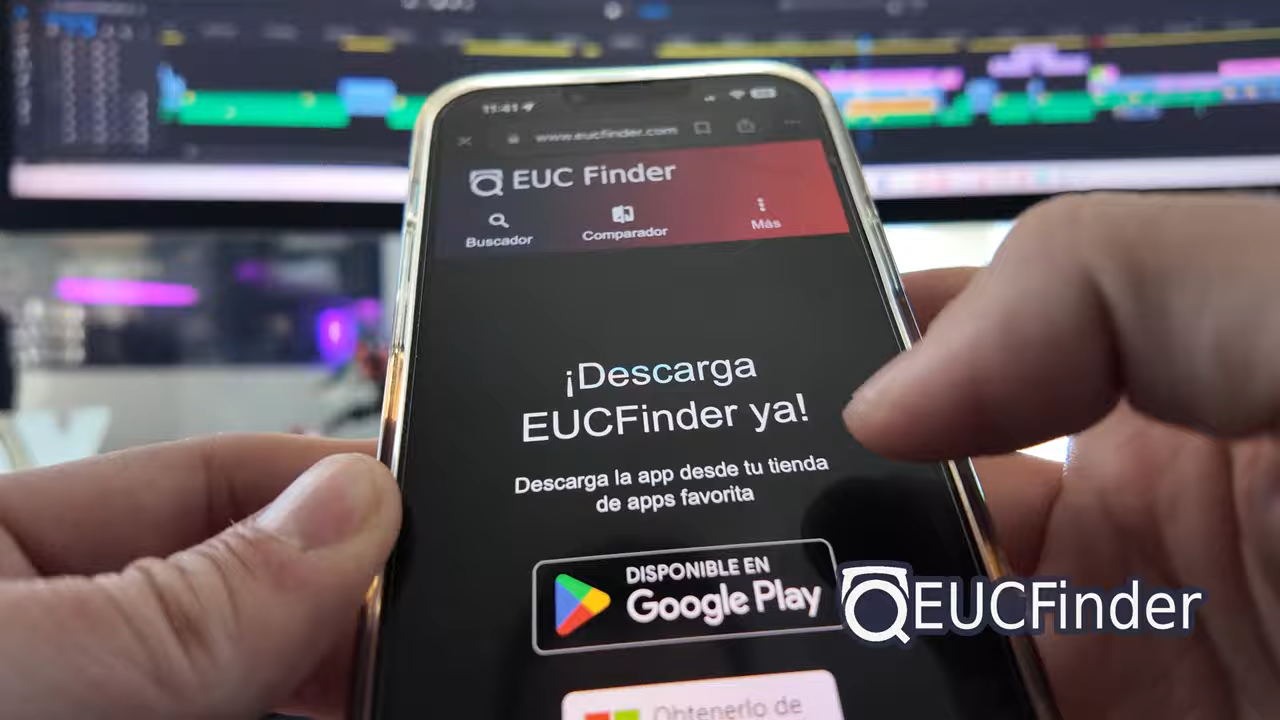 11:41
www.eucfinder.com
EUC Finder
Buscador
Comparador
Más
¡Descarga
EUCFinder ya!
Descarga la app desde tu tienda
de apps favorita
DISPONIBLE EN
Google Play
EUCFinder
Obtenerlo de